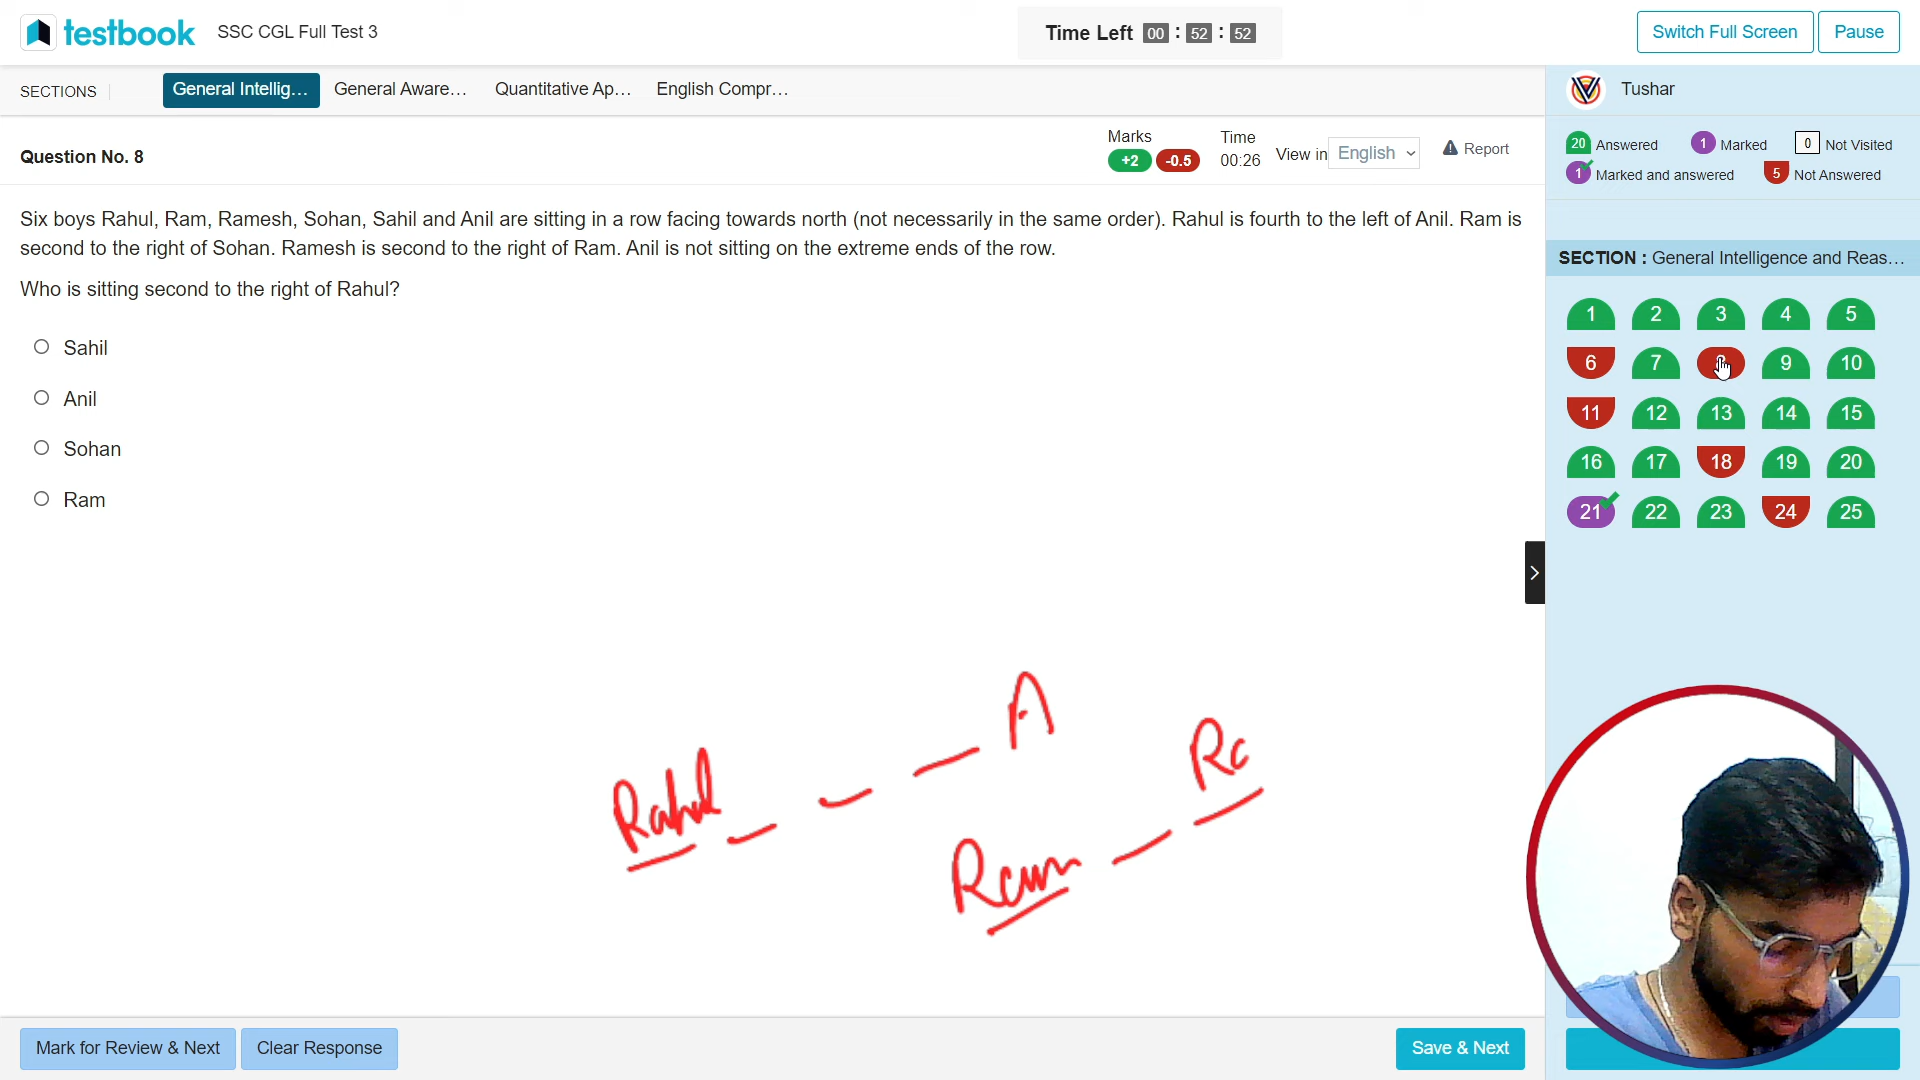 testbook SSC CGL Full Test 3 Time Left 00 : 52 : 52 Switch Full Screen Pause
SECTIONS General Intellig... General Aware... Quantitative Ap... English Compr...
Tushar
Question No. 8
Marks
+2 -0.5
Time
00:26
View in English
Report
20 Answered 1 Marked 0 Not Visited
1 Marked and answered 5 Not Answered
Six boys Rahul, Ram, Ramesh, Sohan, Sahil and Anil are sitting in a row facing towards north (not necessarily in the same order). Rahul is fourth to the left of Anil. Ram is
second to the right of Sohan. Ramesh is second to the right of Ram. Anil is not sitting on the extreme ends of the row.
Who is sitting second to the right of Rahul?
Sahil
Anil
Sohan
Ram
SECTION : General Intelligence and Reas...
1 2 3 4 5
6 7 8 9 10
11 12 13 14 15
16 17 18 19 20
21 22 23 24 25
Rahul A
Ram Ra
Mark for Review & Next Clear Response Save & Next